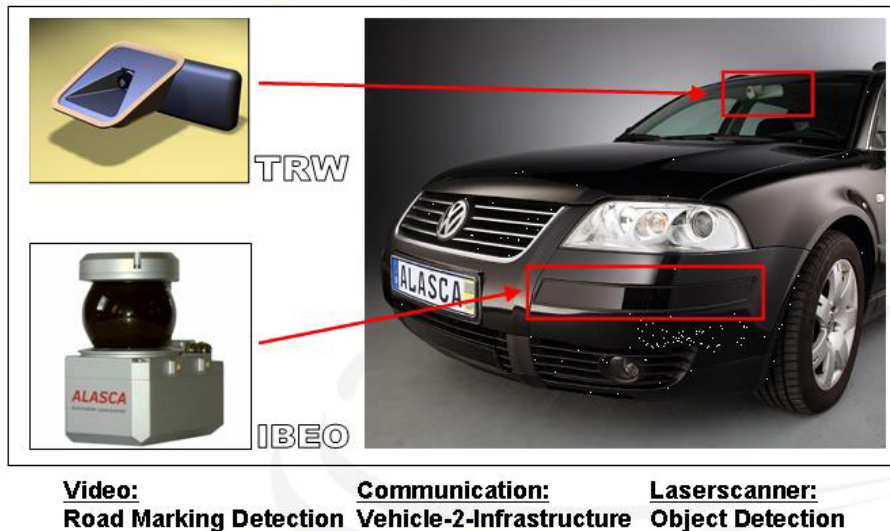 TRW
ALASCA
ALASCA
IBEO
Video:
Road Marking Detection
Communication:
Vehicle-2-Infrastructure
Laserscanner:
Object Detection